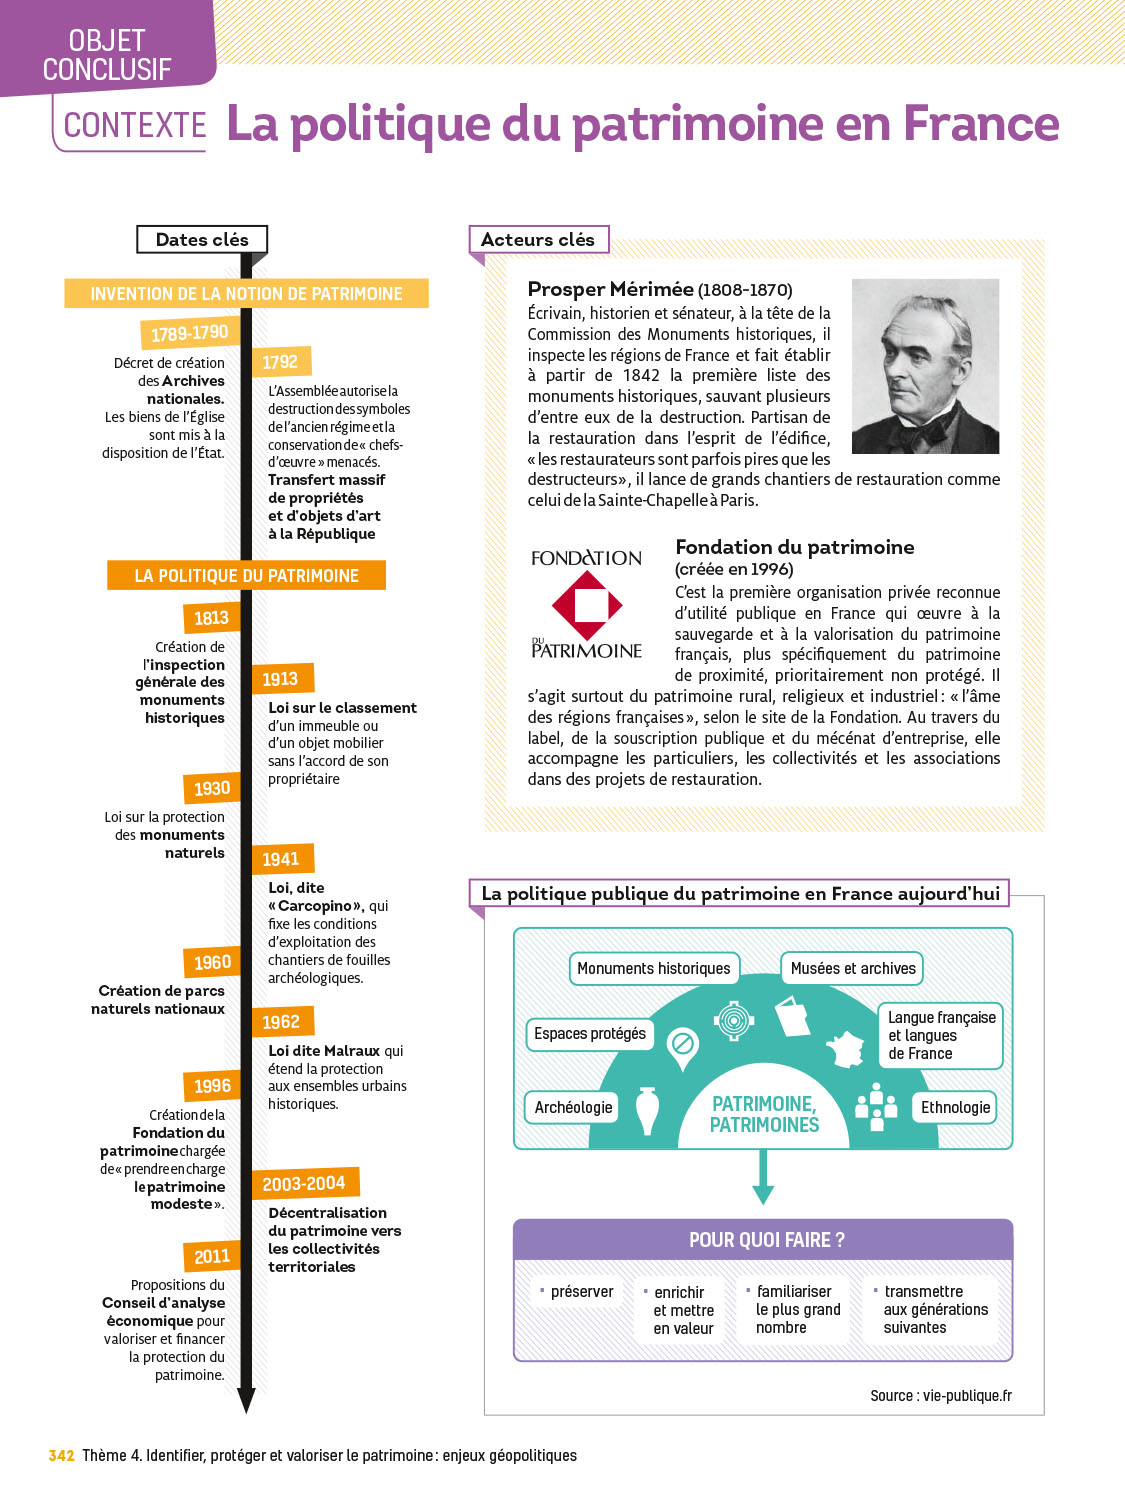 OBJET
CONCLUSIF
CONTEXTE La politique du patrimoine en France
Dates clés
INVENTION DE LA NOTION DE PATRIMOINE
1789-1790
Décret de création
des Archives
nationales.
Les biens de l'Église
sont mis à la
disposition de l'État.
1792
L'Assemblée autorise la
destruction des symboles
de l'ancien régime et la
conservation de « chefs-
d'œuvre » menacés.
Transfert massif
de propriétés
et d'objets d'art
à la République
LA POLITIQUE DU PATRIMOINE
1813
Création de
l'inspection
générale des
monuments
historiques
1913
Loi sur le classement
d'un immeuble ou
d'un objet mobilier
sans l'accord de son
propriétaire
1930
Loi sur la protection
des monuments
naturels
1941
Loi, dite
« Carcopino », qui
fixe les conditions
d'exploitation des
chantiers de fouilles
archéologiques.
1960
Création de parcs
naturels nationaux
1962
Loi dite Malraux qui
étend la protection
aux ensembles urbains
historiques.
1996
Création de la
Fondation du
patrimoine chargée
de « prendre en charge
le patrimoine
modeste ».
2003-2004
Décentralisation
du patrimoine vers
les collectivités
territoriales
2011
Propositions du
Conseil d'analyse
économique pour
valoriser et financer
la protection du
patrimoine.
Acteurs clés
Prosper Mérimée (1808-1870)
Écrivain, historien et sénateur, à la tête de la
Commission des Monuments historiques, il
inspecte les régions de France et fait établir
à partir de 1842 la première liste des
monuments historiques, sauvant plusieurs
d'entre eux de la destruction. Partisan de
la restauration dans l'esprit de l'édifice,
« les restaurateurs sont parfois pires que les
destructeurs », il lance de grands chantiers de restauration comme
celui de la Sainte-Chapelle à Paris.
FONDATION
DU
PATRIMOINE
Fondation du patrimoine
(créée en 1996)
C'est la première organisation privée reconnue
d'utilité publique en France qui œuvre à la
sauvegarde et à la valorisation du patrimoine
français, plus spécifiquement du patrimoine
de proximité, prioritairement non protégé. Il
s'agit surtout du patrimoine rural, religieux et industriel : « l'âme
des régions françaises », selon le site de la Fondation. Au travers du
label, de la souscription publique et du mécénat d'entreprise, elle
accompagne les particuliers, les collectivités et les associations
dans des projets de restauration.
La politique publique du patrimoine en France aujourd'hui
Monuments historiques
Musées et archives
Espaces protégés
Langue française
et langues
de France
Archéologie
Ethnologie
PATRIMOINE,
PATRIMOINES
POUR QUOI FAIRE ?
· préserver
· enrichir
et mettre
en valeur
· familiariser
le plus grand
nombre
· transmettre
aux générations
suivantes
Source : vie-publique.fr
342 Thème 4. Identifier, protéger et valoriser le patrimoine : enjeux géopolitiques